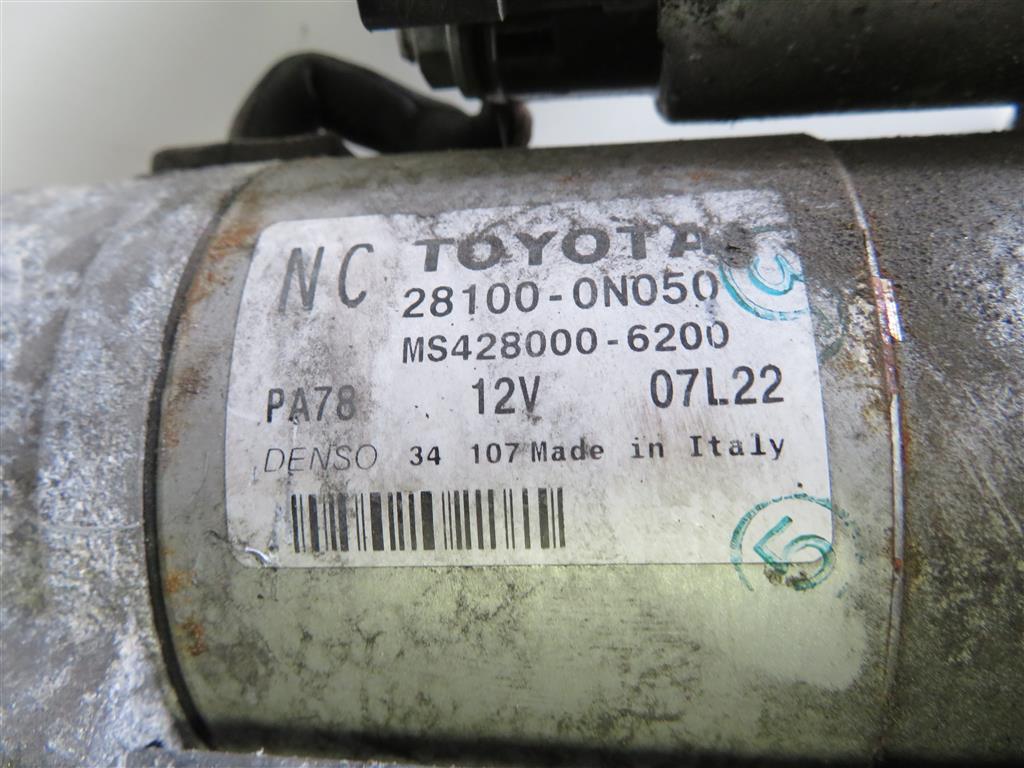 NC TOYOTA
28100-0N050
MS428000-6200
PA78 12V 07L22
DENSO 34 107 Made in Italy